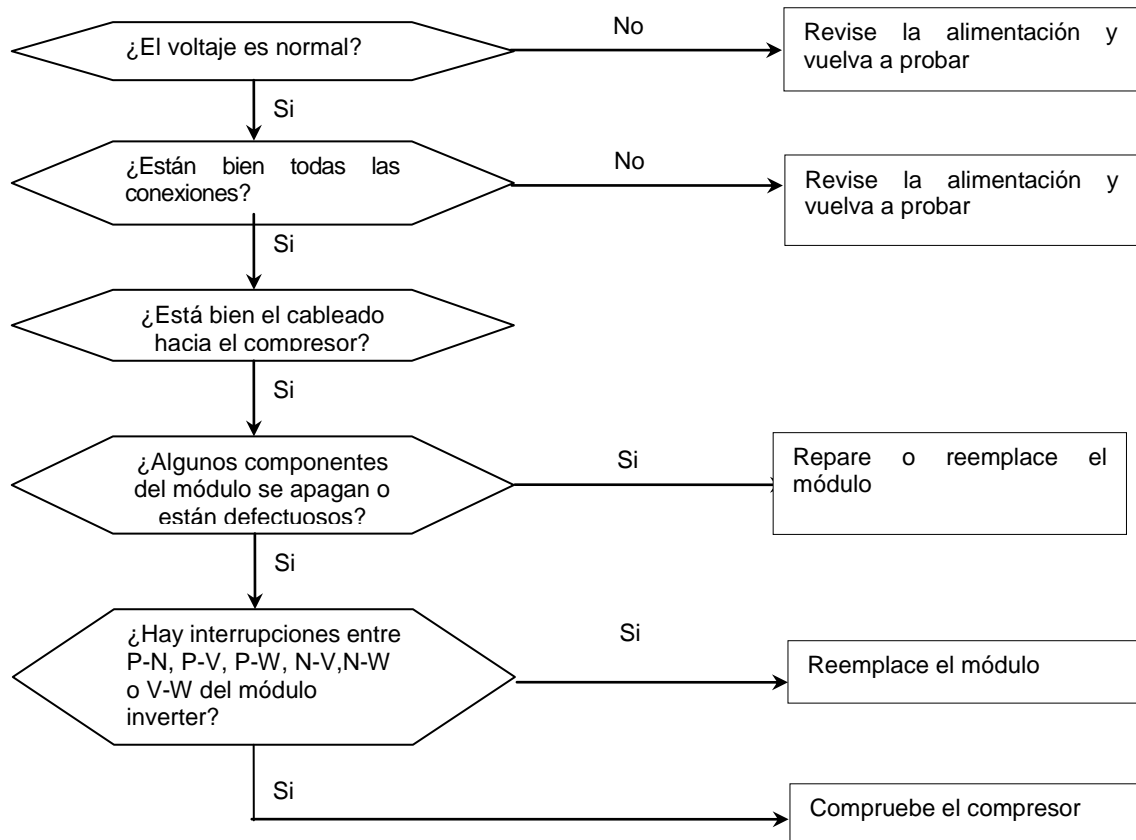 ¿El voltaje es normal?
No
Revise la alimentación y
vuelva a probar
Si
¿Están bien todas las
conexiones?
No
Revise la alimentación y
vuelva a probar
Si
¿Está bien el cableado
hacia el compresor?
Si
¿Algunos componentes
del módulo se apagan o
están defectuosos?
Si
Repare o reemplace el
módulo
Si
¿Hay interrupciones entre
P-N, P-V, P-W, N-V,N-W
o V-W del módulo
inverter?
Si
Reemplace el módulo
Si
Compruebe el compresor